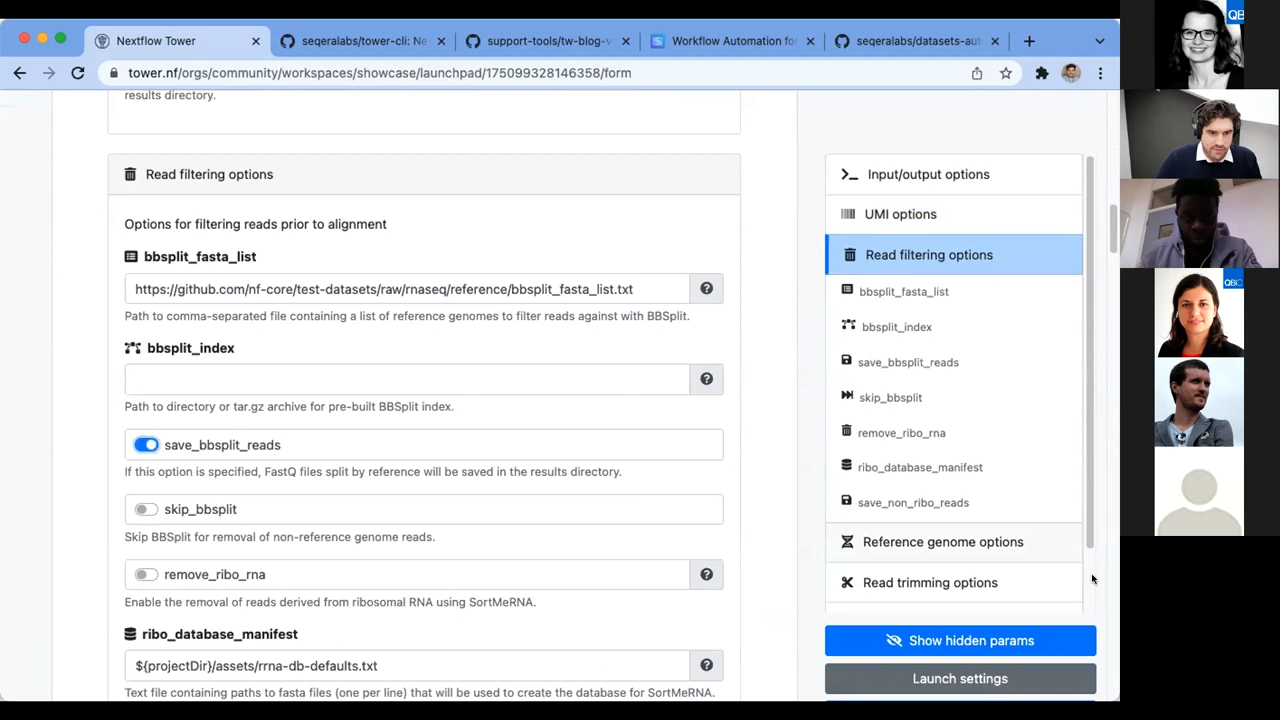 Nextflow Tower
seqeralabs/tower-cli: Ne
support-tools/tw-blog-v
Workflow Automation for
seqeralabs/datasets-aut
tower.nf/orgs/community/workspaces/showcase/launchpad/175099328146358/form
results directory.
Read filtering options
Options for filtering reads prior to alignment
bbsplit_fasta_list
https://github.com/nf-core/test-datasets/raw/rnaseq/reference/bbsplit_fasta_list.txt
Path to comma-separated file containing a list of reference genomes to filter reads against with BBSplit.
bbsplit_index
Path to directory or tar.gz archive for pre-built BBSplit index.
save_bbsplit_reads
If this option is specified, FastQ files split by reference will be saved in the results directory.
skip_bbsplit
Skip BBSplit for removal of non-reference genome reads.
remove_ribo_rna
Enable the removal of reads derived from ribosomal RNA using SortMeRNA.
ribo_database_manifest
${projectDir}/assets/rrna-db-defaults.txt
Text file containing paths to fasta files (one per line) that will be used to create the database for SortMeRNA.
Input/output options
UMI options
Read filtering options
bbsplit_fasta_list
bbsplit_index
save_bbsplit_reads
skip_bbsplit
remove_ribo_rna
ribo_database_manifest
save_non_ribo_reads
Reference genome options
Read trimming options
Show hidden params
Launch settings
QB
QBiC